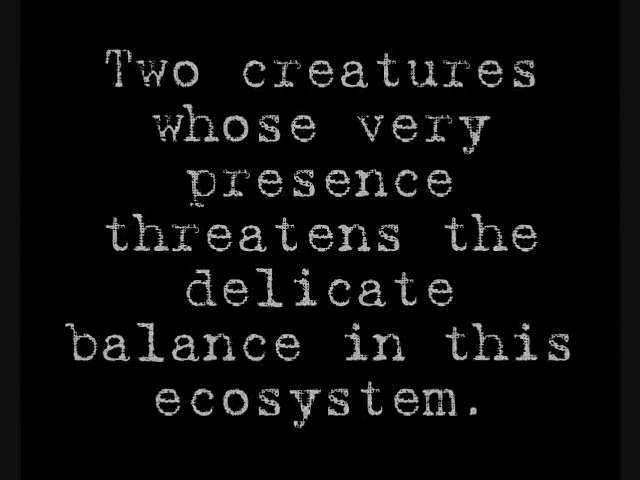 Two creatures
whose very
presence
threatens the
delicate
balance in this
ecosystem.